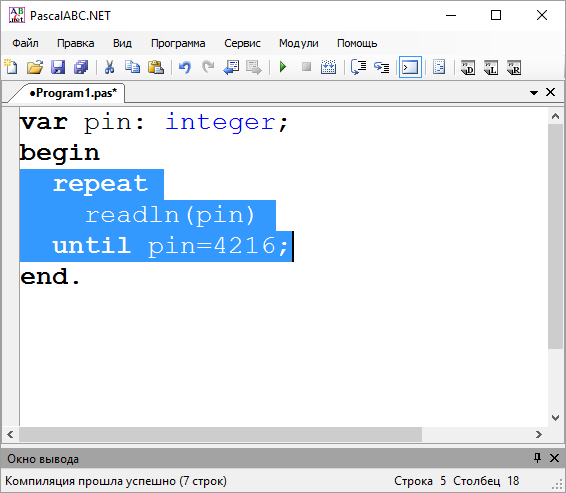 PascalABC.NET
Файл Правка Вид Программа Сервис Модули Помощь
●Program1.pas*
var pin: integer;
begin
repeat
readln(pin)
until pin=4216;
end.
Окно вывода
Компиляция прошла успешно (7 строк) Строка 5 Столбец 18